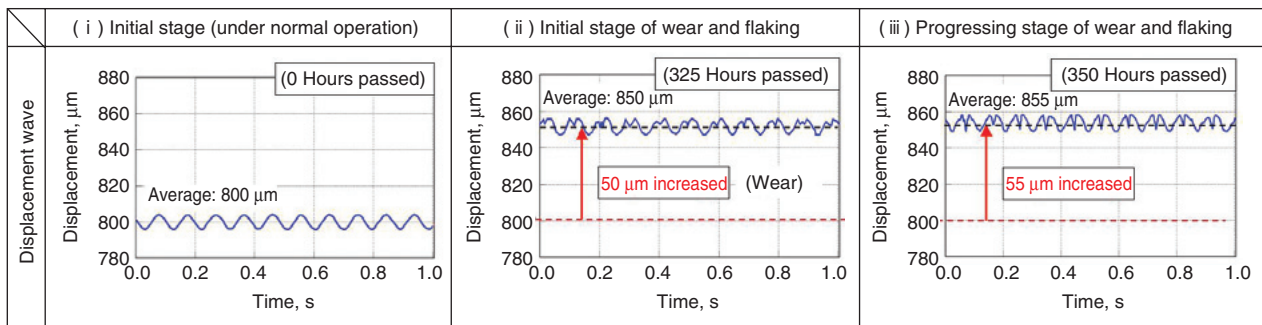 ( i ) Initial stage (under normal operation)
( ii ) Initial stage of wear and flaking
( iii ) Progressing stage of wear and flaking
Displacement wave
Displacement, μm
880
860
840
820
800
780
(0 Hours passed)
Average: 800 μm
0.0 0.2 0.4 0.6 0.8 1.0
Time, s
Displacement, μm
880
860
840
820
800
780
(325 Hours passed)
Average: 850 μm
50 μm increased
(Wear)
0.0 0.2 0.4 0.6 0.8 1.0
Time, s
Displacement, μm
880
860
840
820
800
780
(350 Hours passed)
Average: 855 μm
55 μm increased
0.0 0.2 0.4 0.6 0.8 1.0
Time, s